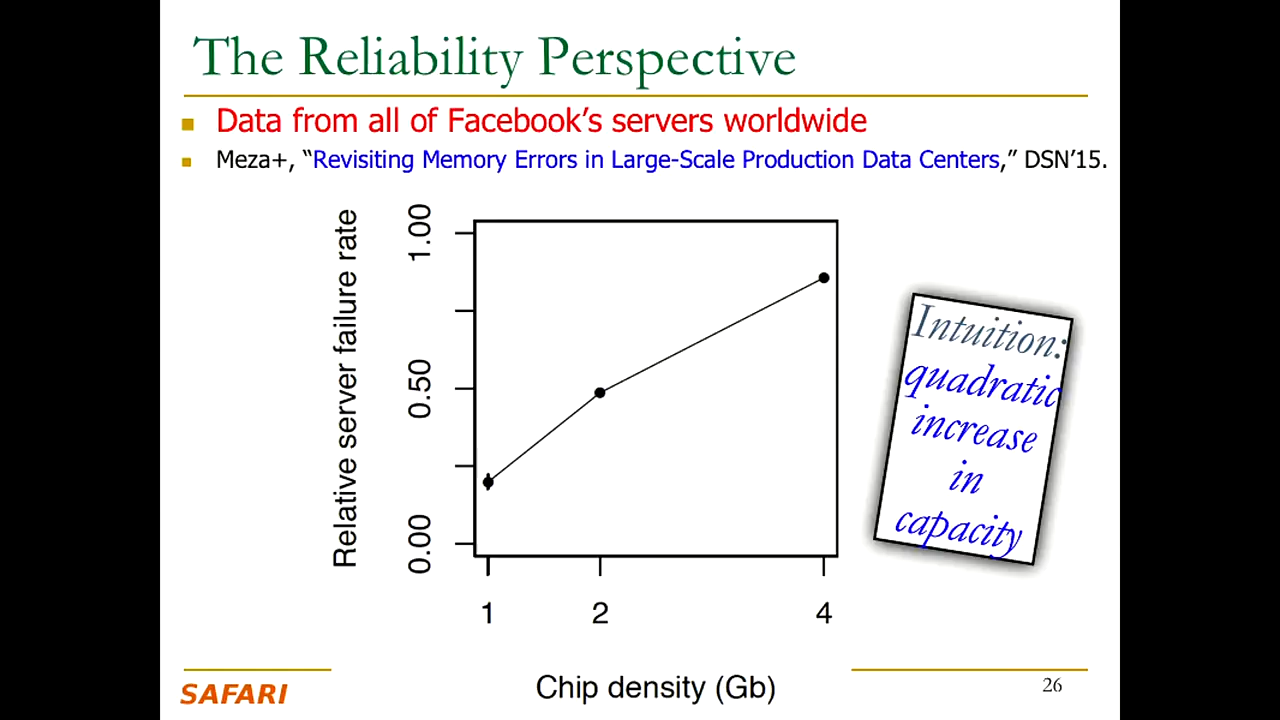 The Reliability Perspective
Data from all of Facebook’s servers worldwide
Meza+, “Revisiting Memory Errors in Large-Scale Production Data Centers,” DSN’15.
Relative server failure rate
1.00
0.50
0.00
1 2 4
Chip density (Gb)
Intuition:
quadratic
increase
in
capacity
SAFARI
26